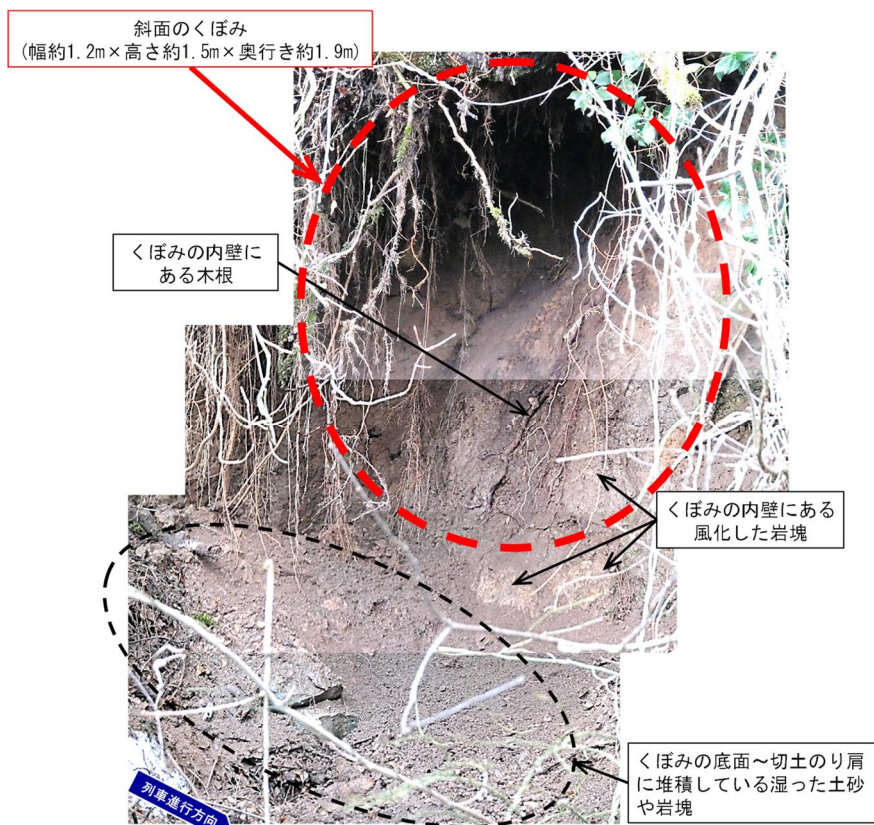 斜面のくぼみ
(幅約1.2m×高さ約1.5m×奥行き約1.9m)
くぼみの内壁に
ある木根
くぼみの内壁にある
風化した岩塊
くぼみの底面～切土のり肩
に堆積している湿った土砂
や岩塊
列車進行方向